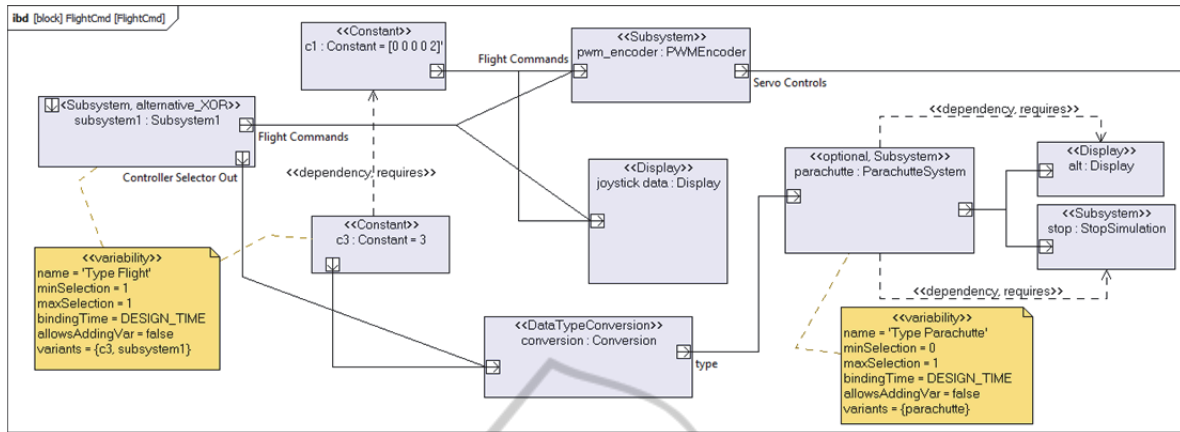 ibd [block] FlightCmd [FlightCmd]
<<Constant>>
c1 : Constant = [0 0 0 0 2]'
Flight Commands
<<Subsystem>>
pwm_encoder : PWMEncoder
Servo Controls
<Subsystem, alternative_XOR>>
subsystem1 : Subsystem1
Flight Commands
Controller Selector Out
<<dependency, requires>>
<<Display>>
joystick data : Display
<<dependency, requires>>
<<optional, Subsystem>>
parachutte : ParachutteSystem
<<Display>>
alt : Display
<<Subsystem>>
stop : StopSimulation
<<dependency, requires>>
<<Constant>>
c3 : Constant = 3
<<variability>>
name = 'Type Flight'
minSelection = 1
maxSelection = 1
bindingTime = DESIGN_TIME
allowsAddingVar = false
variants = {c3, subsystem1}
<<DataTypeConversion>>
conversion : Conversion
type
<<variability>>
name = 'Type Parachutte'
minSelection = 0
maxSelection = 1
bindingTime = DESIGN_TIME
allowsAddingVar = false
variants = {parachutte}